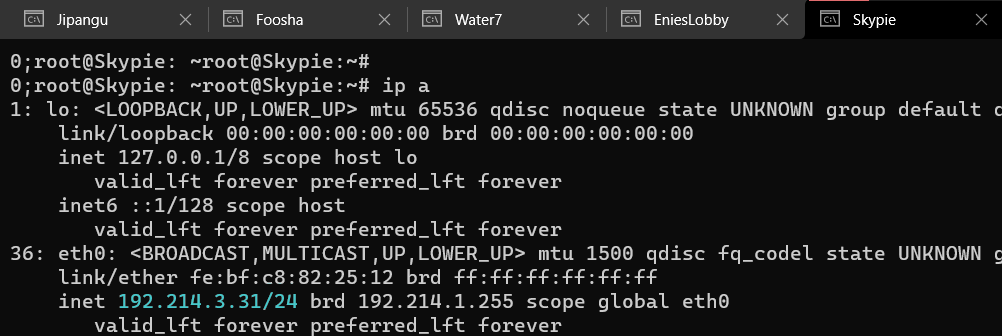 Jipangu Foosha Water7 EniesLobby Skypie
0;root@Skypie: ~root@Skypie:~#
0;root@Skypie: ~root@Skypie:~# ip a
1: lo: <LOOPBACK,UP,LOWER_UP> mtu 65536 qdisc noqueue state UNKNOWN group default
link/loopback 00:00:00:00:00:00 brd 00:00:00:00:00:00
inet 127.0.0.1/8 scope host lo
valid_lft forever preferred_lft forever
inet6 ::1/128 scope host
valid_lft forever preferred_lft forever
36: eth0: <BROADCAST,MULTICAST,UP,LOWER_UP> mtu 1500 qdisc fq_codel state UNKNOWN
link/ether fe:bf:c8:82:25:12 brd ff:ff:ff:ff:ff:ff
inet 192.214.3.31/24 brd 192.214.1.255 scope global eth0
valid_lft forever preferred_lft forever